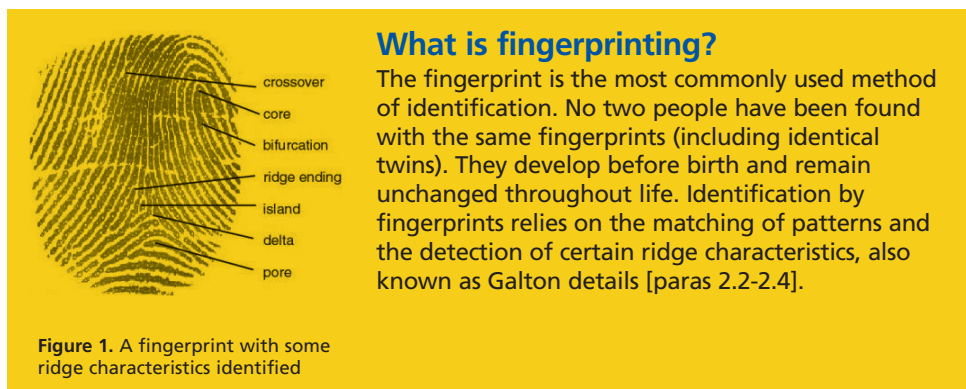 crossover
core
bifurcation
ridge ending
island
delta
pore
Figure 1. A fingerprint with some
ridge characteristics identified
What is fingerprinting?
The fingerprint is the most commonly used method
of identification. No two people have been found
with the same fingerprints (including identical
twins). They develop before birth and remain
unchanged throughout life. Identification by
fingerprints relies on the matching of patterns and
the detection of certain ridge characteristics, also
known as Galton details [paras 2.2-2.4].